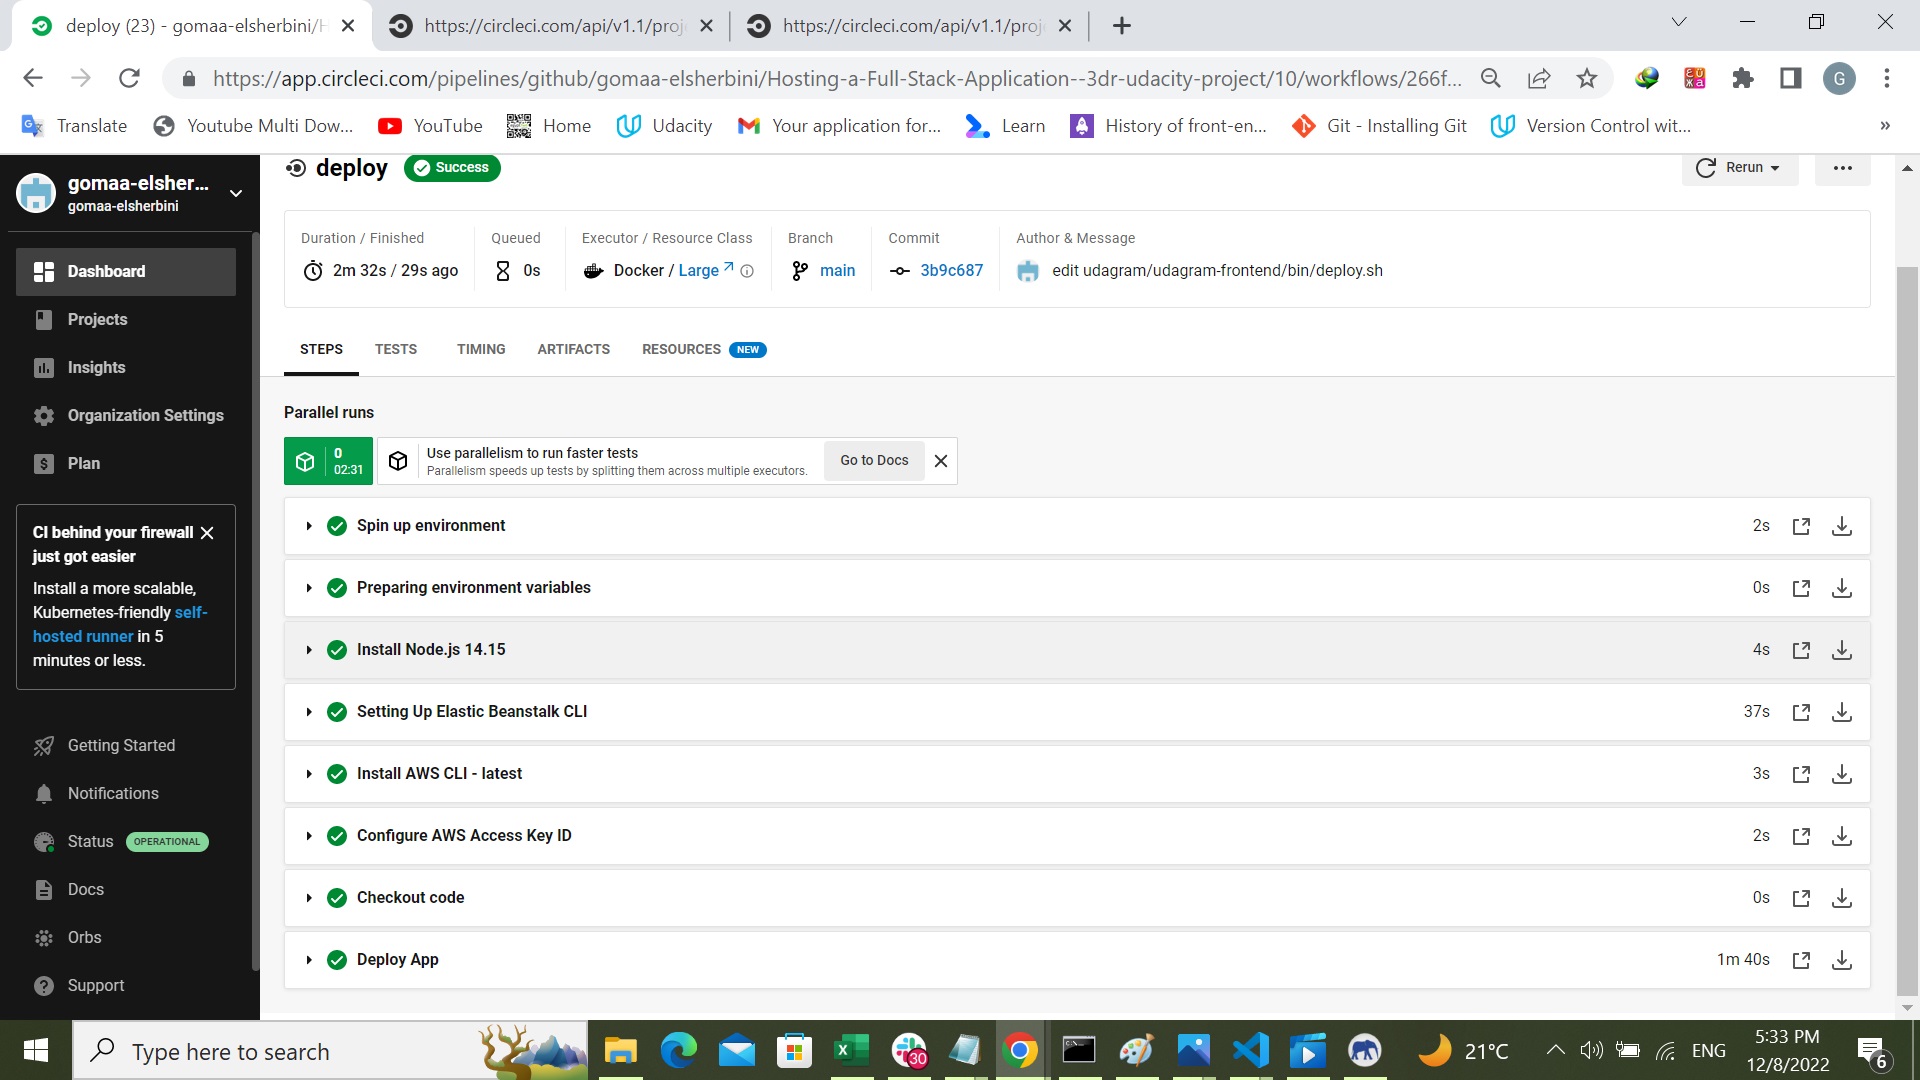 deploy (23) - gomaa-elsherbini/H
https://circleci.com/api/v1.1/proj
https://circleci.com/api/v1.1/proj
https://app.circleci.com/pipelines/github/gomaa-elsherbini/Hosting-a-Full-Stack-Application--3dr-udacity-project/10/workflows/266f...
G
Translate
Youtube Multi Dow...
YouTube
Home
Udacity
Your application for...
Learn
History of front-en...
Git - Installing Git
Version Control wit...
»
gomaa-elsher...
gomaa-elsherbini
Dashboard
Projects
Insights
Organization Settings
Plan
CI behind your firewall
just got easier
Install a more scalable,
Kubernetes-friendly self-
hosted runner in 5
minutes or less.
Getting Started
Notifications
Status OPERATIONAL
Docs
Orbs
Support
deploy Success
Rerun
Duration / Finished
2m 32s / 29s ago
Queued
0s
Executor / Resource Class
Docker / Large
Branch
main
Commit
3b9c687
Author & Message
edit udagram/udagram-frontend/bin/deploy.sh
STEPS
TESTS
TIMING
ARTIFACTS
RESOURCES NEW
Parallel runs
0
02:31
Use parallelism to run faster tests
Parallelism speeds up tests by splitting them across multiple executors.
Go to Docs
Spin up environment 2s
Preparing environment variables 0s
Install Node.js 14.15 4s
Setting Up Elastic Beanstalk CLI 37s
Install AWS CLI - latest 3s
Configure AWS Access Key ID 2s
Checkout code 0s
Deploy App 1m 40s
Type here to search
30
21°C
ENG
5:33 PM
12/8/2022
6